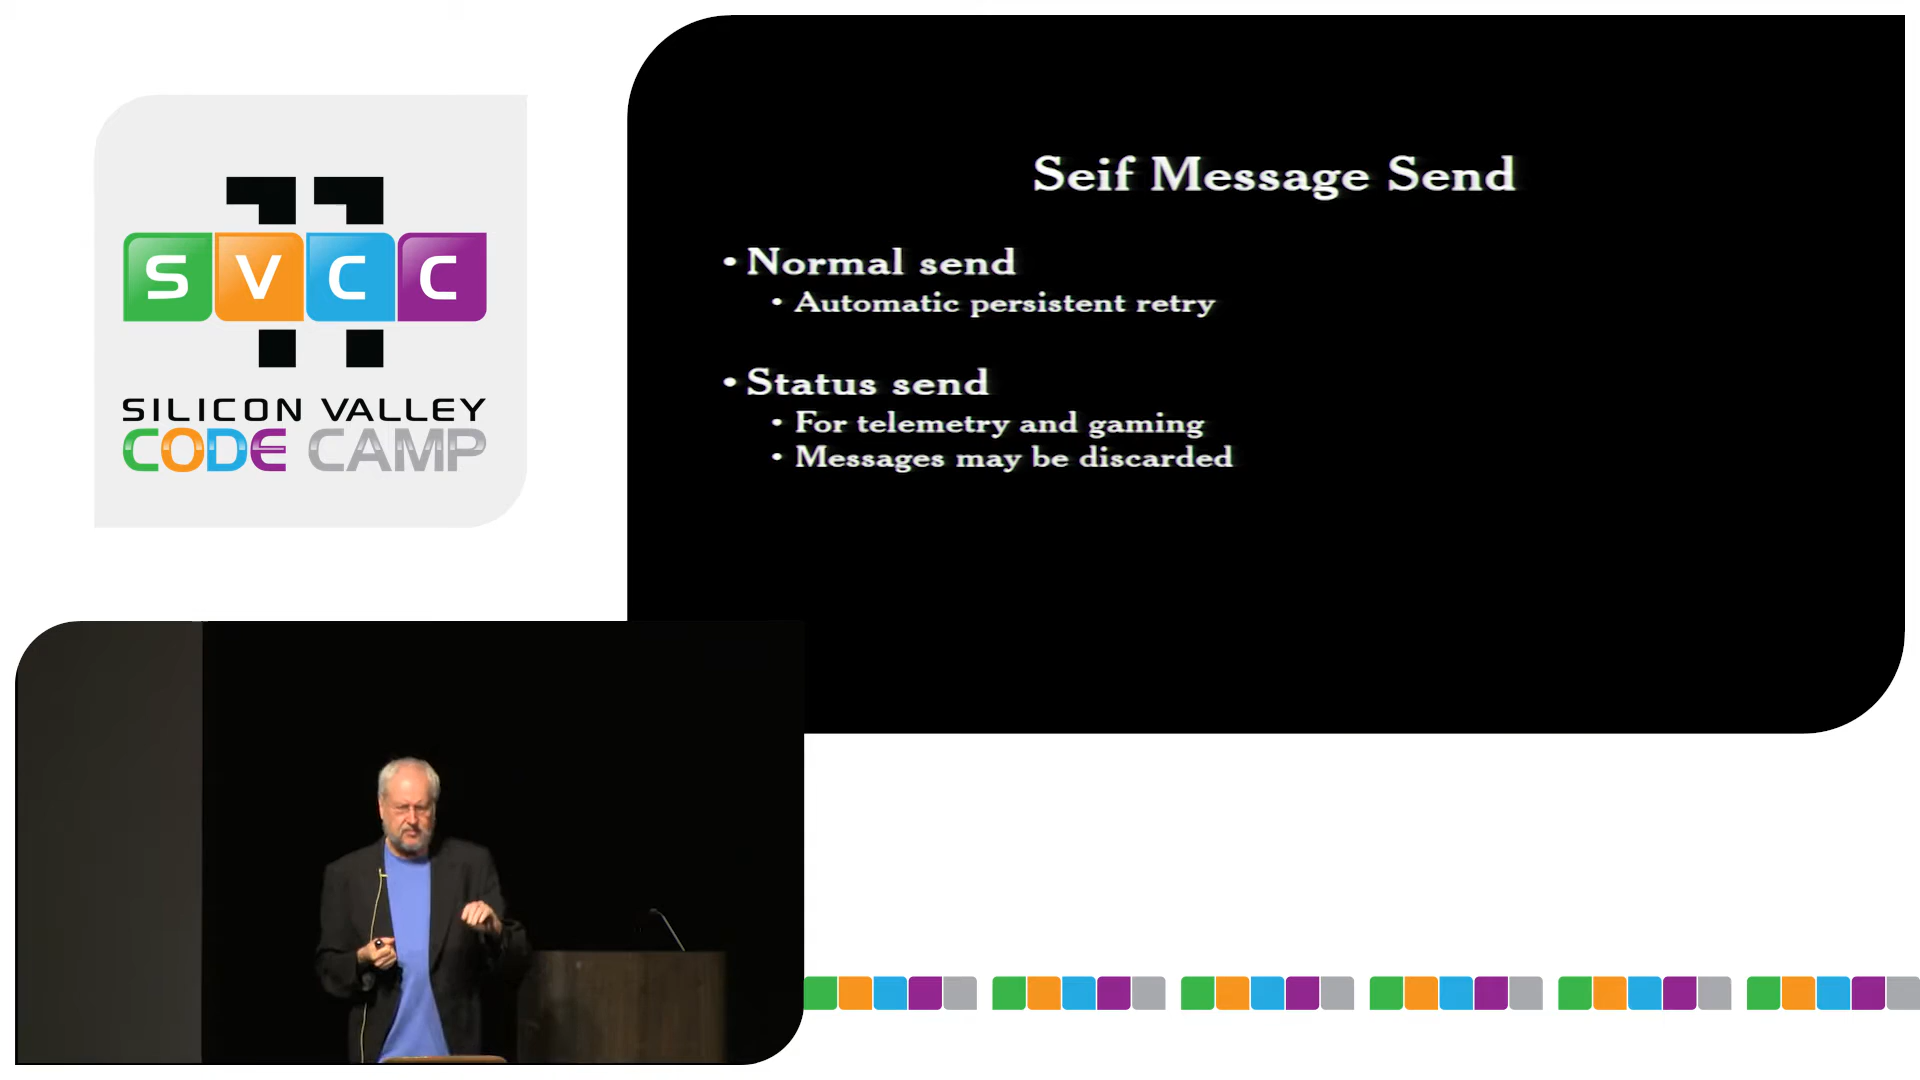 SVCC
SILICON VALLEY
CODE CAMP
Seif Message Send
• Normal send
• Automatic persistent retry
• Status send
• For telemetry and gaming
• Messages may be discarded